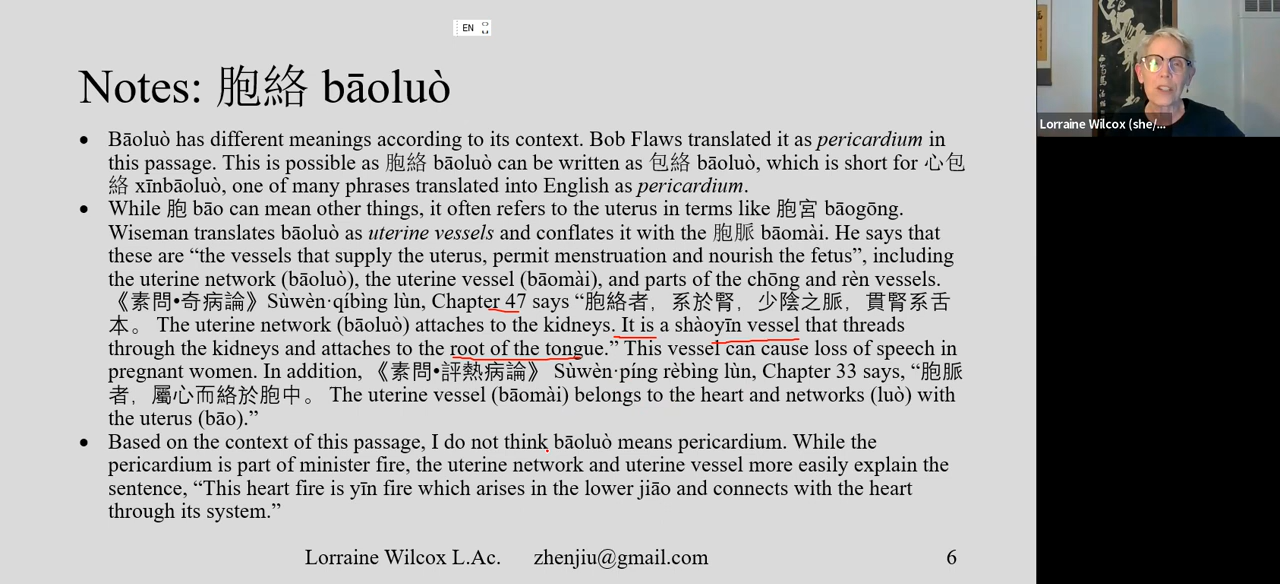 EN
Notes: 胞絡 bāoluò
• Bāoluò has different meanings according to its context. Bob Flaws translated it as pericardium in
this passage. This is possible as 胞絡 bāoluò can be written as 包絡 bāoluò, which is short for 心包
絡 xīnbāoluò, one of many phrases translated into English as pericardium.
• While 胞 bāo can mean other things, it often refers to the uterus in terms like 胞宮 bāogōng.
Wiseman translates bāoluò as uterine vessels and conflates it with the 胞脈 bāomài. He says that
these are “the vessels that supply the uterus, permit menstruation and nourish the fetus”, including
the uterine network (bāoluò), the uterine vessel (bāomài), and parts of the chōng and rèn vessels.
《素問•奇病論》Sùwèn·qíbìng lùn, Chapter 47 says “胞絡者，系於腎，少陰之脈，貫腎系舌
本。 The uterine network (bāoluò) attaches to the kidneys. It is a shàoyīn vessel that threads
through the kidneys and attaches to the root of the tongue.” This vessel can cause loss of speech in
pregnant women. In addition, 《素問•評熱病論》 Sùwèn·píng rèbìng lùn, Chapter 33 says, “胞脈
者，屬心而絡於胞中。 The uterine vessel (bāomài) belongs to the heart and networks (luò) with
the uterus (bāo).”
• Based on the context of this passage, I do not think bāoluò means pericardium. While the
pericardium is part of minister fire, the uterine network and uterine vessel more easily explain the
sentence, “This heart fire is yīn fire which arises in the lower jiāo and connects with the heart
through its system.”
Lorraine Wilcox L.Ac. zhenjiu@gmail.com 6
Lorraine Wilcox (she/...